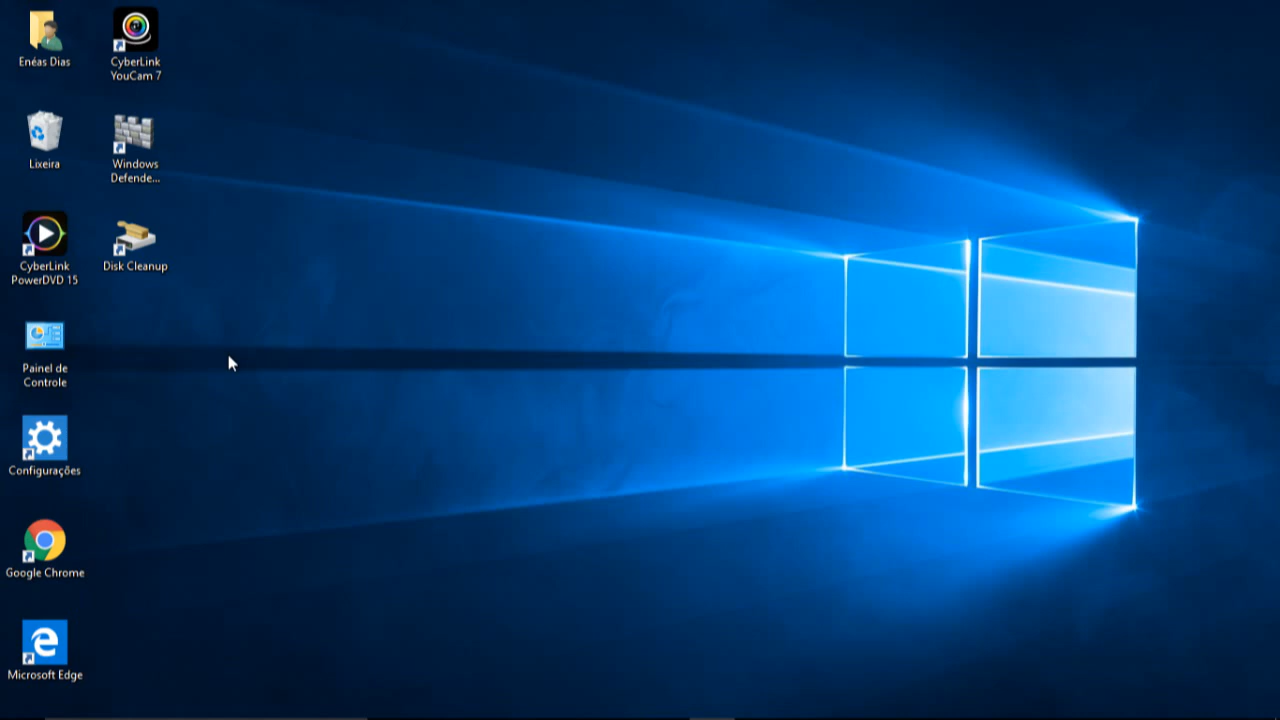 Enéas Dias
CyberLink
YouCam 7
Lixeira
Windows
Defende...
CyberLink
PowerDVD 15
Disk Cleanup
Painel de
Controle
Configurações
Google Chrome
Microsoft Edge